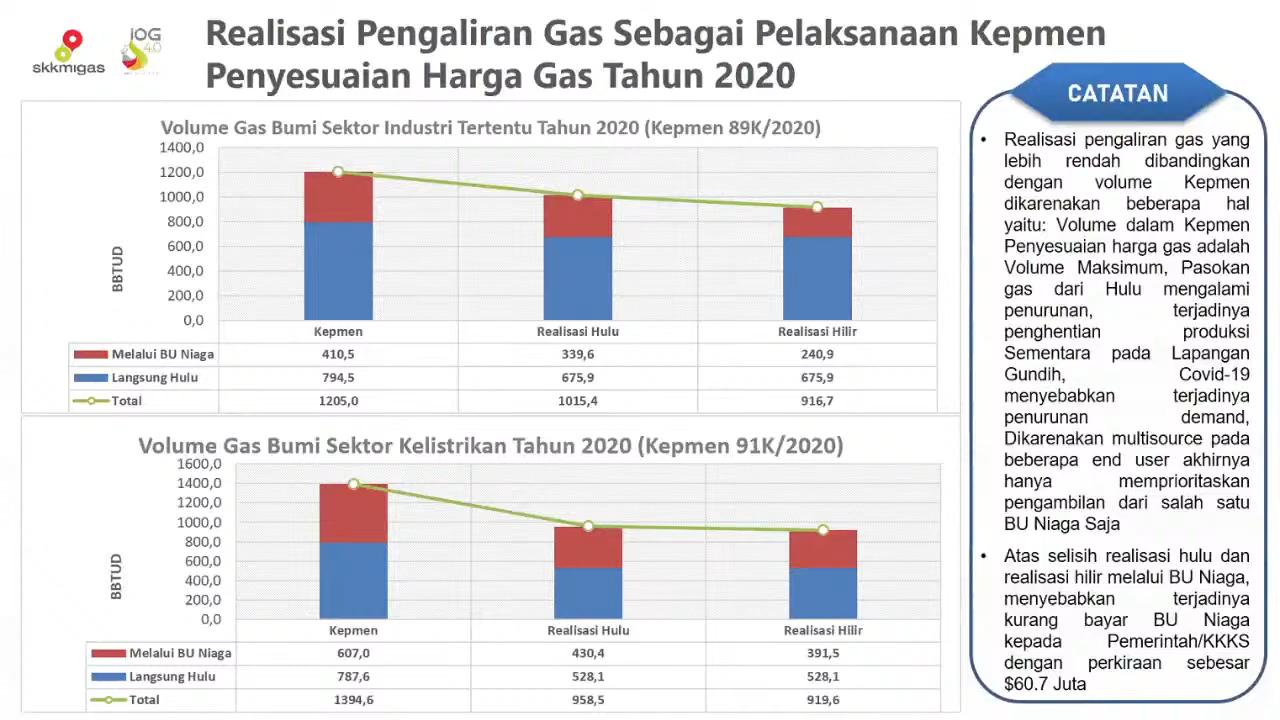 skkmigas
IOG
4.0
Realisasi Pengaliran Gas Sebagai Pelaksanaan Kepmen
Penyesuaian Harga Gas Tahun 2020
Volume Gas Bumi Sektor Industri Tertentu Tahun 2020 (Kepmen 89K/2020)
1400,0
1200,0
1000,0
800,0
600,0
400,0
200,0
0,0
BBTUD
Kepmen Realisasi Hulu Realisasi Hilir
Melalui BU Niaga 410,5 339,6 240,9
Langsung Hulu 794,5 675,9 675,9
Total 1205,0 1015,4 916,7
Volume Gas Bumi Sektor Kelistrikan Tahun 2020 (Kepmen 91K/2020)
1600,0
1400,0
1200,0
1000,0
800,0
600,0
400,0
200,0
0,0
BBTUD
Kepmen Realisasi Hulu Realisasi Hilir
Melalui BU Niaga 607,0 430,4 391,5
Langsung Hulu 787,6 528,1 528,1
Total 1394,6 958,5 919,6
CATATAN
• Realisasi pengaliran gas yang
lebih rendah dibandingkan
dengan volume Kepmen
dikarenakan beberapa hal
yaitu: Volume dalam Kepmen
Penyesuaian harga gas adalah
Volume Maksimum, Pasokan
gas dari Hulu mengalami
penurunan, terjadinya
penghentian produksi
Sementara pada Lapangan
Gundih, Covid-19
menyebabkan terjadinya
penurunan demand,
Dikarenakan multisource pada
beberapa end user akhirnya
hanya memprioritaskan
pengambilan dari salah satu
BU Niaga Saja
• Atas selisih realisasi hulu dan
realisasi hilir melalui BU Niaga,
menyebabkan terjadinya
kurang bayar BU Niaga
kepada Pemerintah/KKKS
dengan perkiraan sebesar
$60.7 Juta